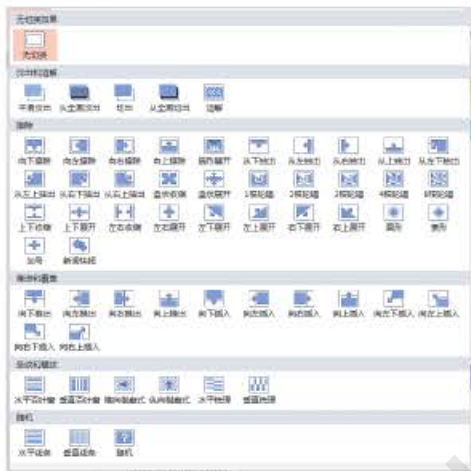 无切换效果
无切换
淡出和溶解
平滑淡出 从全黑淡出 切出 从全黑切出 溶解
擦除
向下擦除 向左擦除 向右擦除 向上擦除 扇形展开 从下抽出 从左抽出 从右抽出 从上抽出 从左下抽出
从左上抽出 从右下抽出 从右上抽出 盒状收缩 盒状展开 1根轮辐 2根轮辐 3根轮辐 4根轮辐 8根轮辐
上下收缩 上下展开 左右收缩 左右展开 左下展开 左上展开 右下展开 右上展开 圆形 菱形
加号 新闻快报
推进和覆盖
向下推出 向左推出 向右推出 向上推出 向下插入 向左插入 向右插入 向上插入 向左下插入 向左上插入
向右下插入 向右上插入
条纹和横纹
水平百叶窗 垂直百叶窗 横向棋盘式 纵向棋盘式 水平梳理 垂直梳理
随机
水平线条 垂直线条 随机